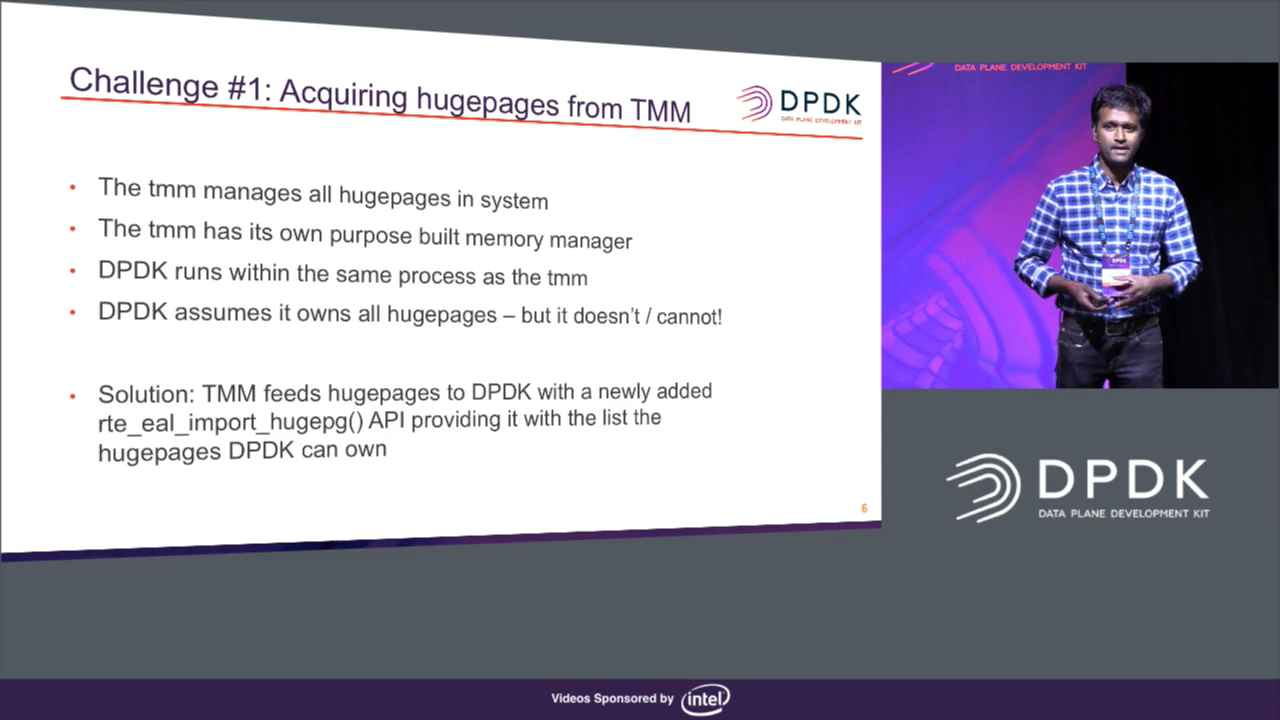 Challenge #1: Acquiring hugepages from TMM
DPDK
DATA PLANE DEVELOPMENT KIT
• The tmm manages all hugepages in system
• The tmm has its own purpose built memory manager
• DPDK runs within the same process as the tmm
• DPDK assumes it owns all hugepages – but it doesn't / cannot!
• Solution: TMM feeds hugepages to DPDK with a newly added
rte_eal_import_hugepg() API providing it with the list the
hugepages DPDK can own
6
DATA PLANE DEVELOPMENT KIT
DPDK
DPDK
DATA PLANE DEVELOPMENT KIT
Videos Sponsored by intel